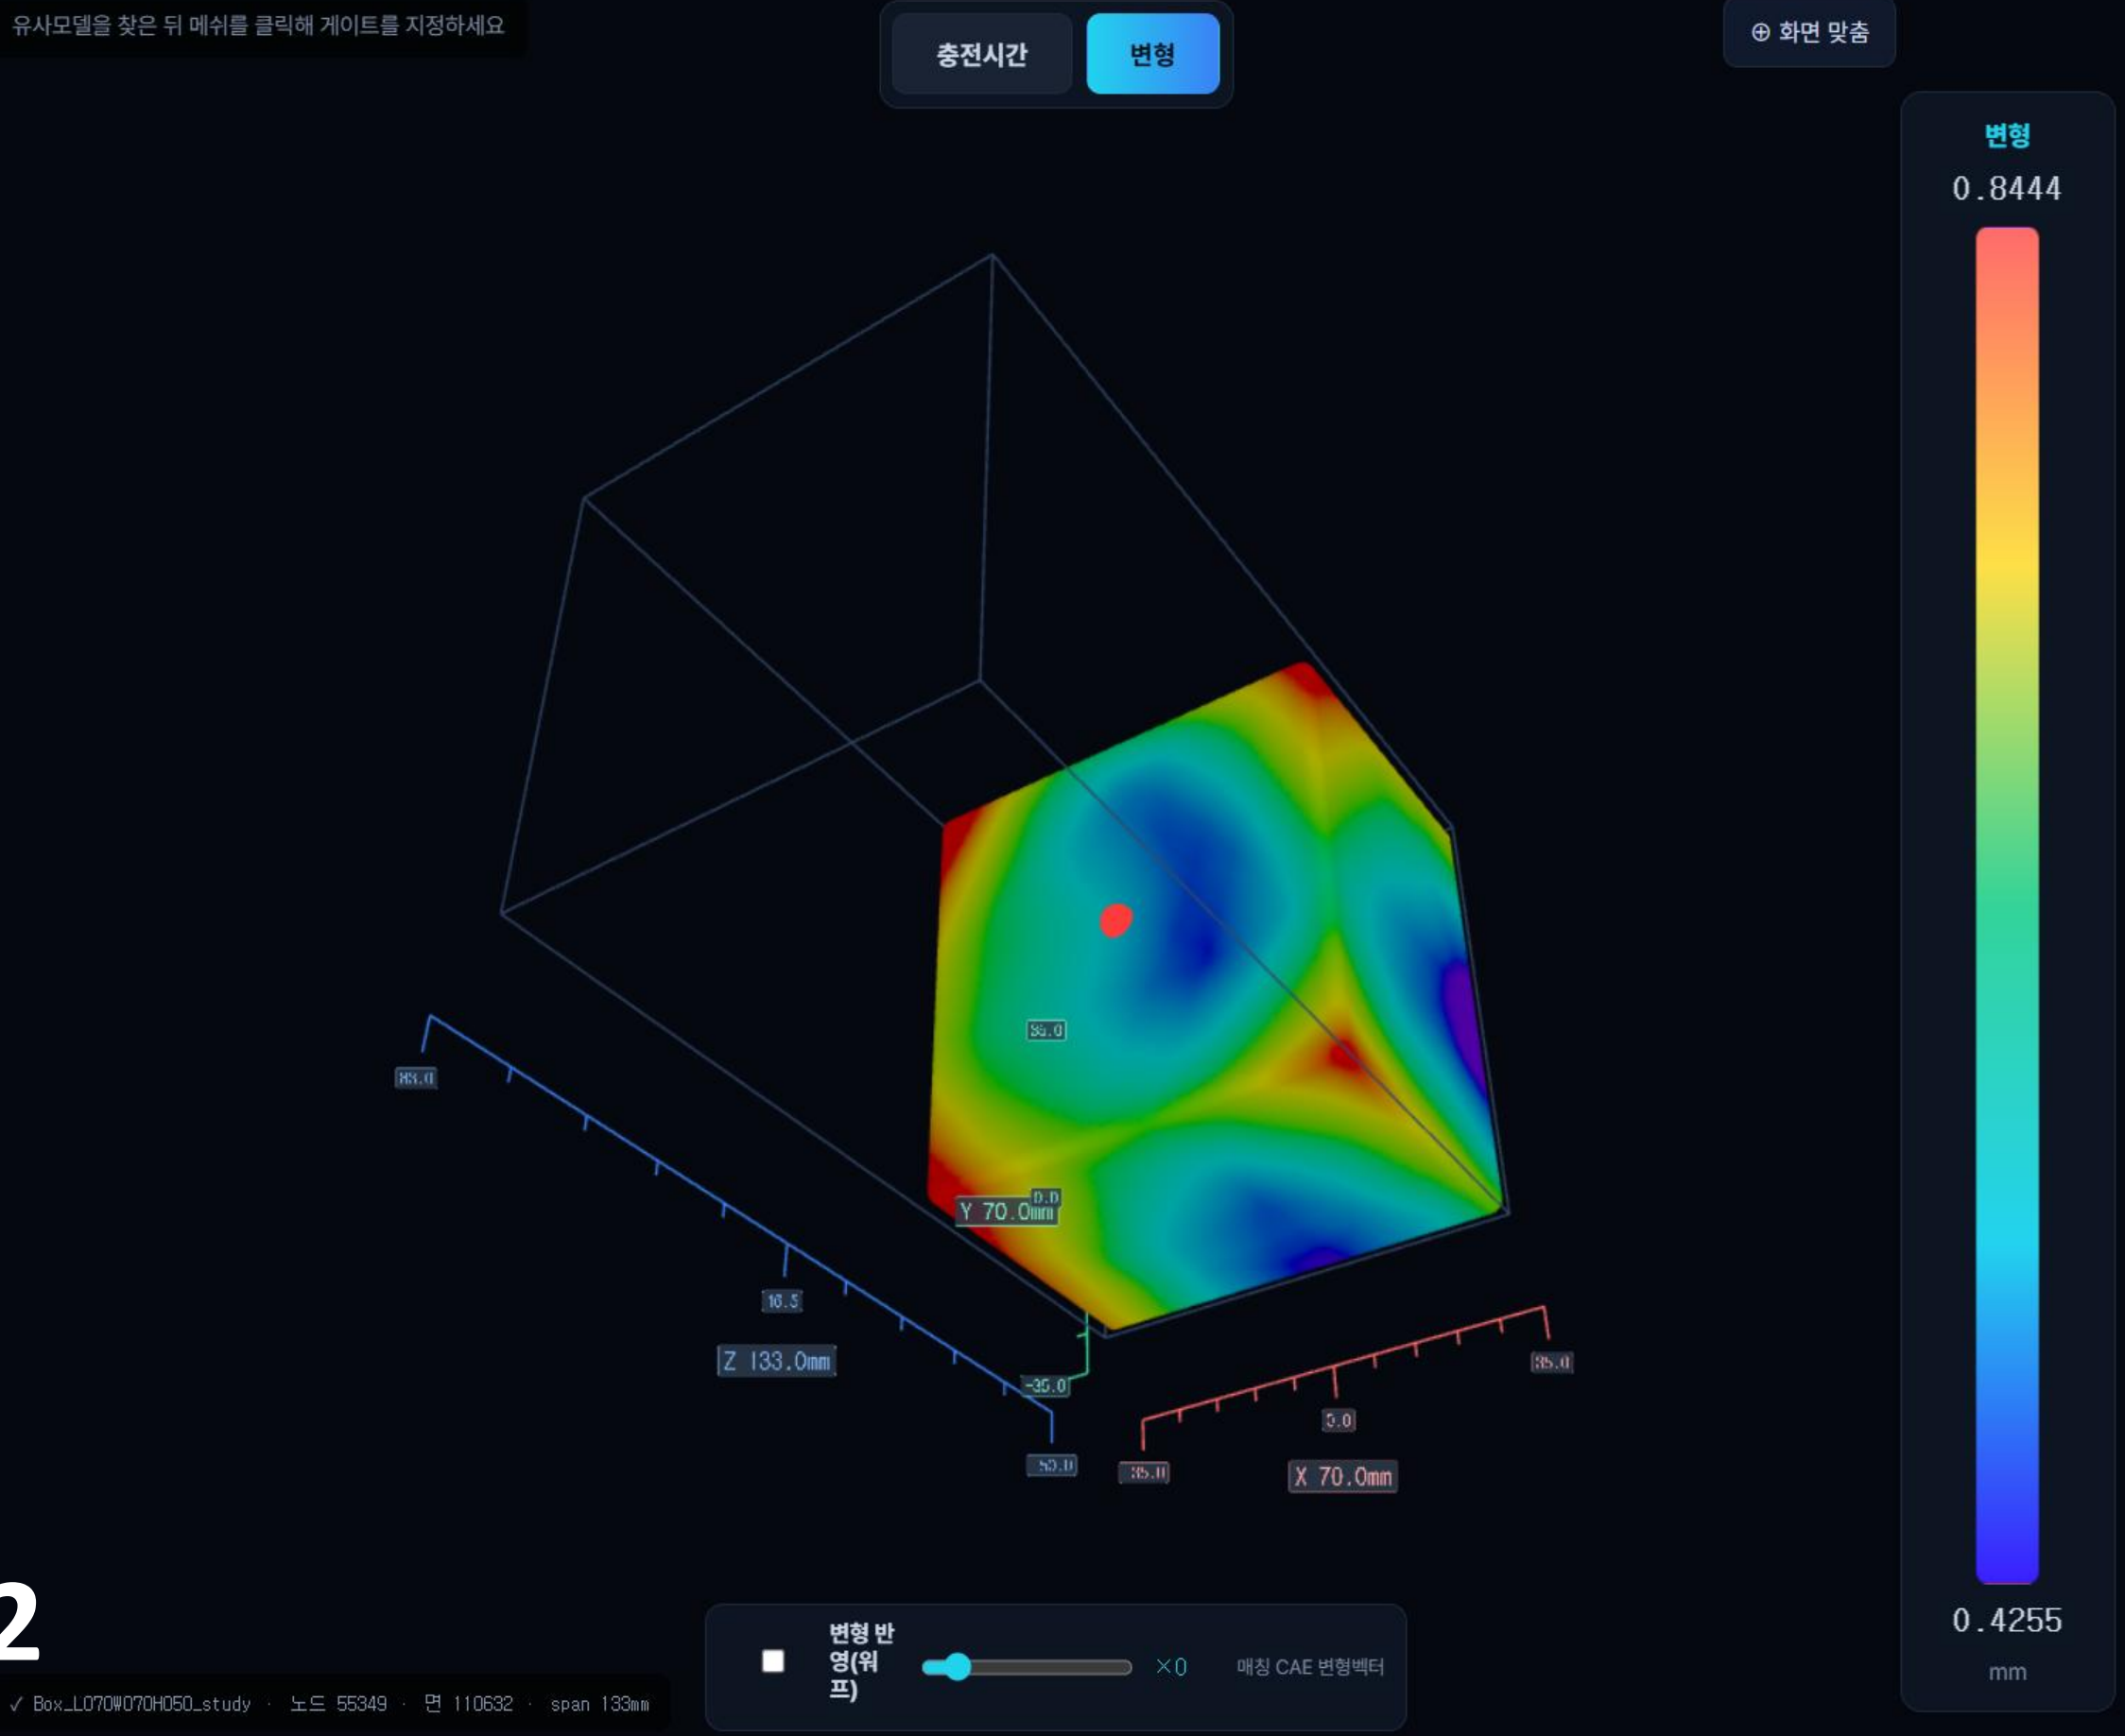 유사모델을 찾은 뒤 메쉬를 클릭해 게이트를 지정하세요
충전시간
변형
⊕ 화면 맞춤
변형
0.8444
83.0
Y 70.0mm
0.0
16.5
Z 133.0mm
-35.0
35.0
0.0
X 70.0mm
0.4255
mm
2
변형 반
영(워
프)
×0
매칭 CAE 변형벡터
✓ Box_L070W070H050_study · 노드 55349 · 면 110632 · span 133mm